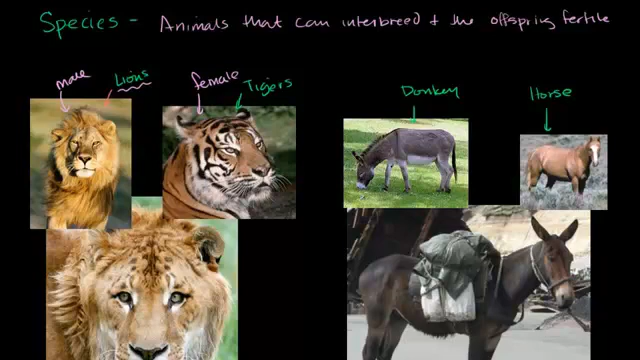 Species - Animals that can interbreed + the offspring fertile
male Lions female Tigers
Donkey Horse